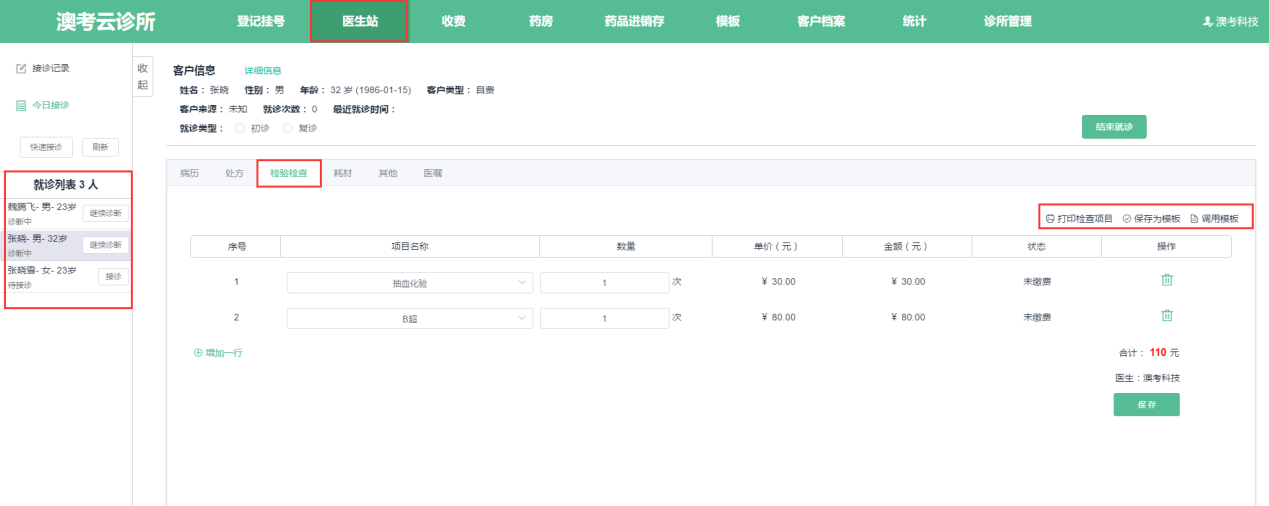 澳考云诊所 登记挂号 医生站 收费 药房 药品进销存 模板 客户档案 统计 诊所管理 澳考科技
接诊记录
今日接诊
快速接诊 刷新
就诊列表 3 人
魏腾飞- 男- 23岁 继续诊断
诊断中
张晓- 男- 32岁 继续诊断
诊断中
张晓雪- 女- 23岁 接诊
待接诊
收起
客户信息 详细信息
姓名： 张晓 性别： 男 年龄： 32 岁 (1986-01-15) 客户类型： 自费
客户来源： 未知 就诊次数： 0 最近就诊时间：
就诊类型： 初诊 复诊
结束就诊
病历 处方 检验检查 耗材 其他 医嘱
打印检查项目 保存为模板 调用模板
序号 项目名称 数量 单价（元） 金额（元） 状态 操作
1 抽血化验 1 次 ¥ 30.00 ¥ 30.00 未缴费
2 B超 1 次 ¥ 80.00 ¥ 80.00 未缴费
增加一行 合计： 110 元
医生：澳考科技
保存